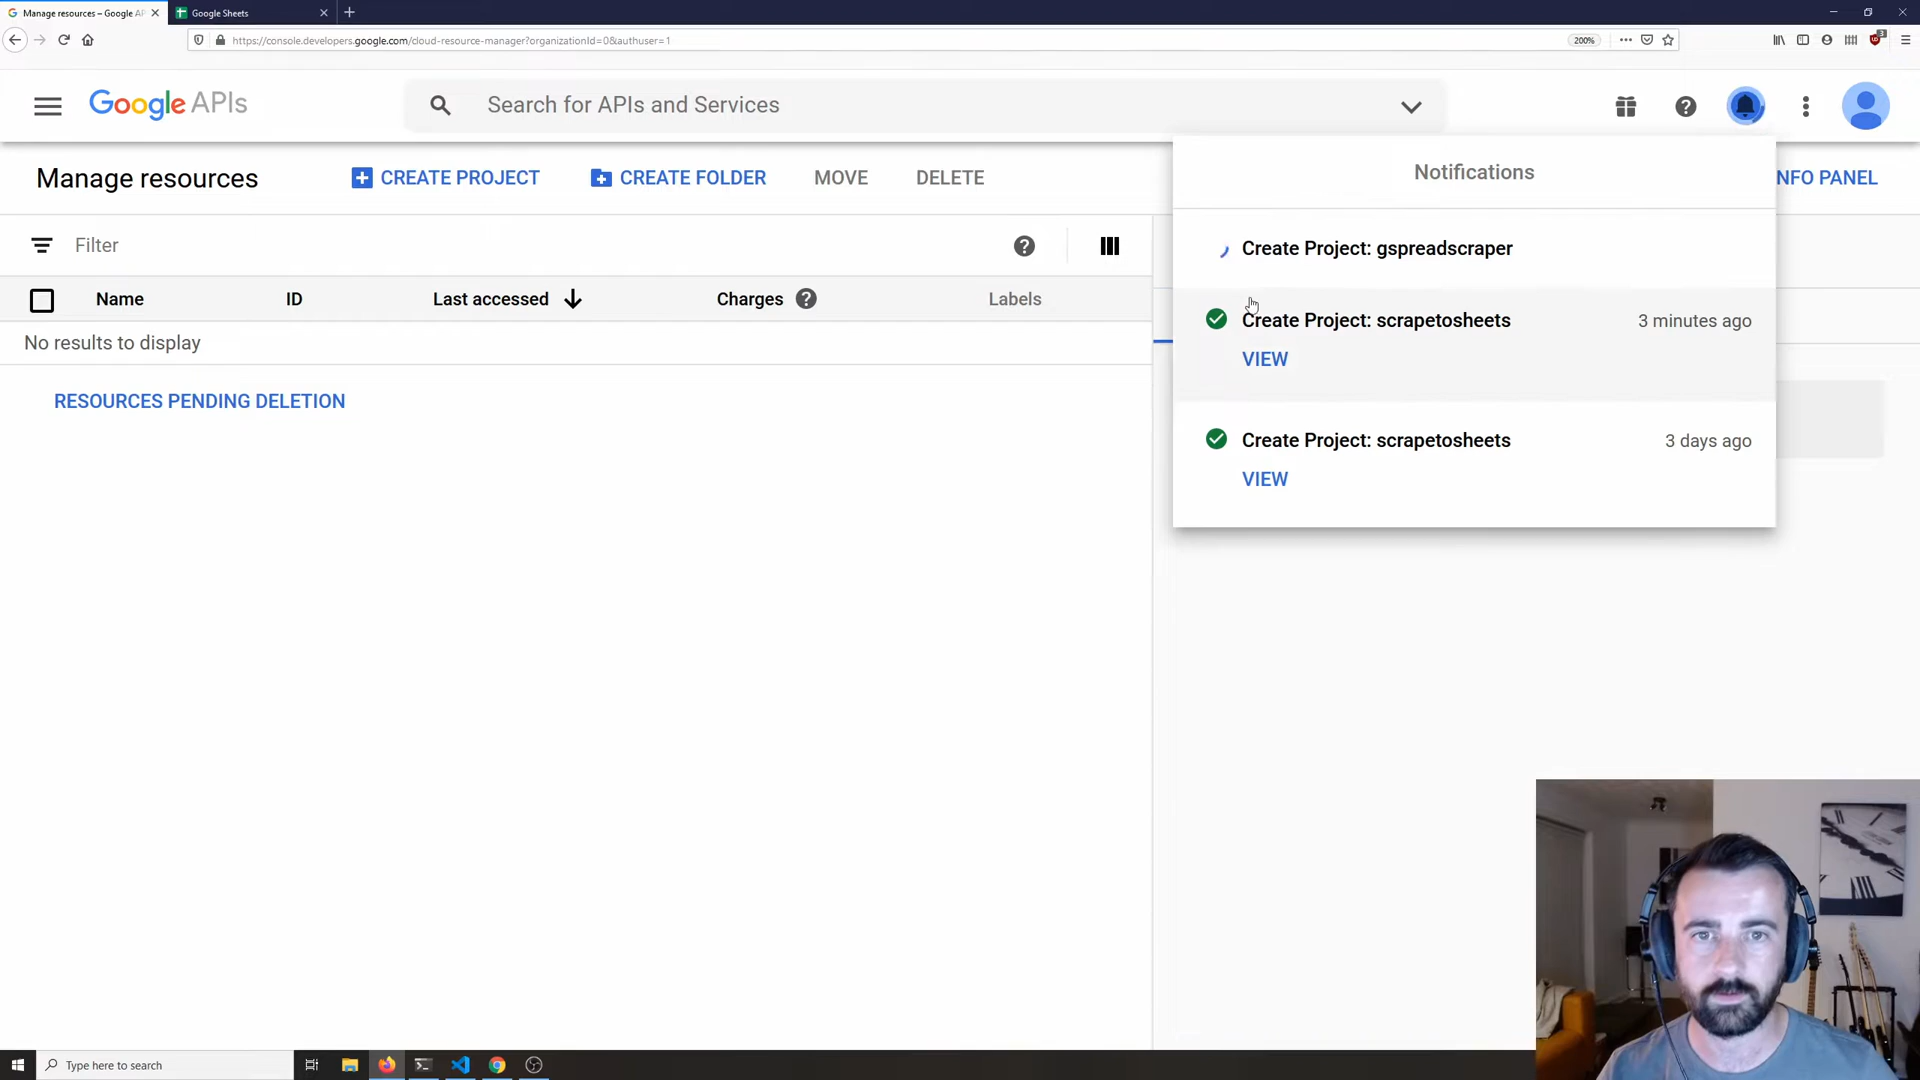 Manage resources – Google AP
Google Sheets
https://console.developers.google.com/cloud-resource-manager?organizationId=0&authuser=1
200%
3
Google APIs
Search for APIs and Services
Manage resources
CREATE PROJECT
CREATE FOLDER
MOVE
DELETE
NFO PANEL
Notifications
Filter
Create Project: gspreadscraper
Name
ID
Last accessed
Charges
Labels
Create Project: scrapetosheets
3 minutes ago
No results to display
VIEW
RESOURCES PENDING DELETION
Create Project: scrapetosheets
3 days ago
VIEW
Type here to search